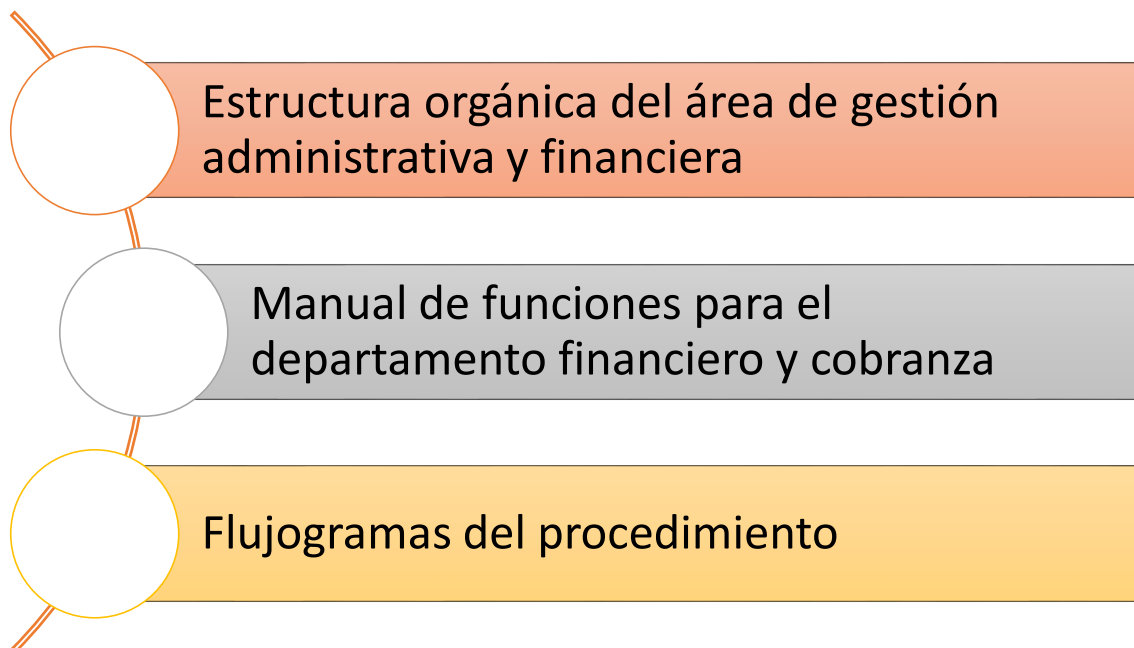 Estructura orgánica del área de gestión
administrativa y financiera
Manual de funciones para el
departamento financiero y cobranza
Flujogramas del procedimiento